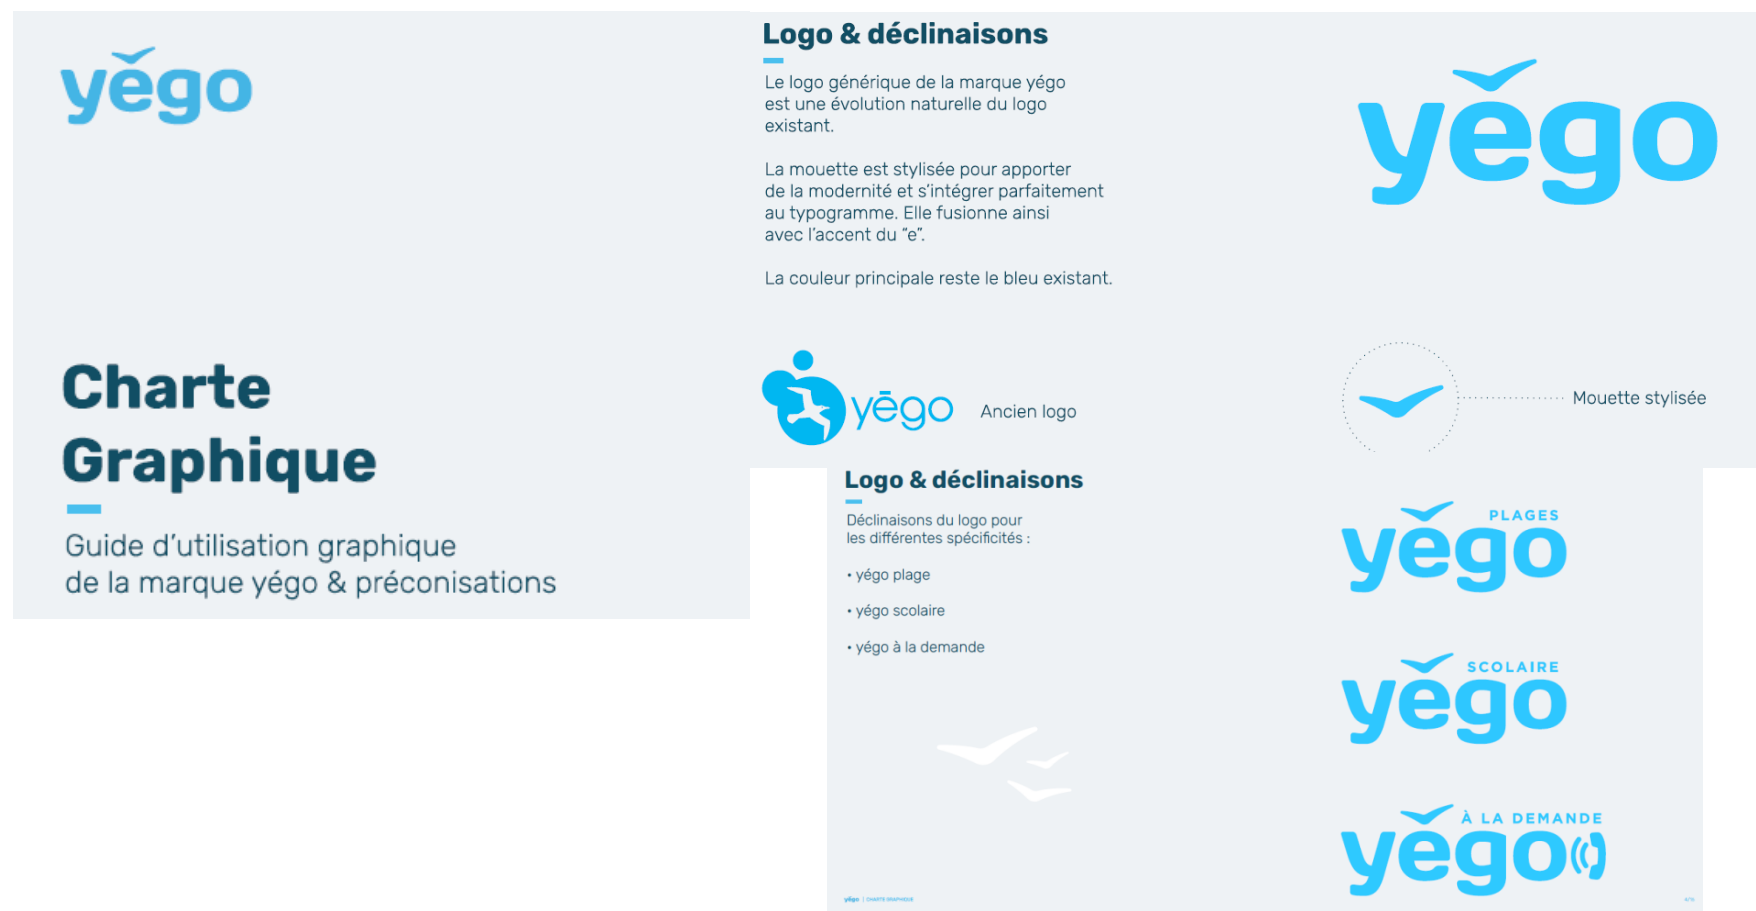 yégo
Charte
Graphique
Guide d'utilisation graphique
de la marque yégo & préconisations
Logo & déclinaisons
Le logo générique de la marque yégo
est une évolution naturelle du logo
existant.
La mouette est stylisée pour apporter
de la modernité et s'intégrer parfaitement
au typogramme. Elle fusionne ainsi
avec l'accent du "e".
La couleur principale reste le bleu existant.
yégo
yēgo
Ancien logo
Mouette stylisée
Logo & déclinaisons
Déclinaisons du logo pour
les différentes spécificités :
• yégo plage
• yégo scolaire
• yégo à la demande
PLAGES
yégo
SCOLAIRE
yégo
À LA DEMANDE
yégo
yégo | CHARTE GRAPHIQUE